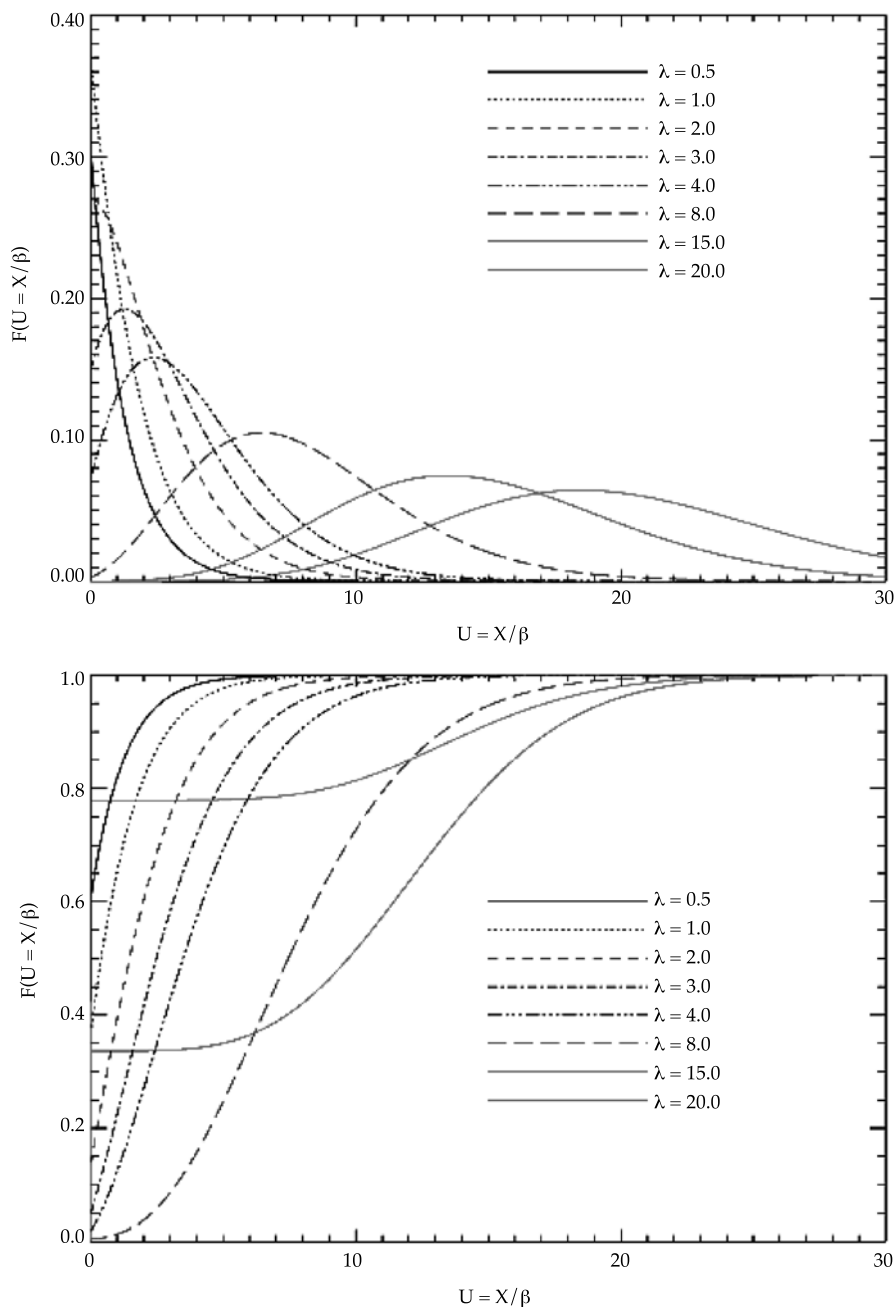 0.40
0.30
0.20
0.10
0.00
F(U = X/β)
λ = 0.5
λ = 1.0
λ = 2.0
λ = 3.0
λ = 4.0
λ = 8.0
λ = 15.0
λ = 20.0
0
10
20
30
U = X/β
1.0
0.8
0.6
0.4
0.2
0.0
F(U = X/β)
λ = 0.5
λ = 1.0
λ = 2.0
λ = 3.0
λ = 4.0
λ = 8.0
λ = 15.0
λ = 20.0
0
10
20
30
U = X/β